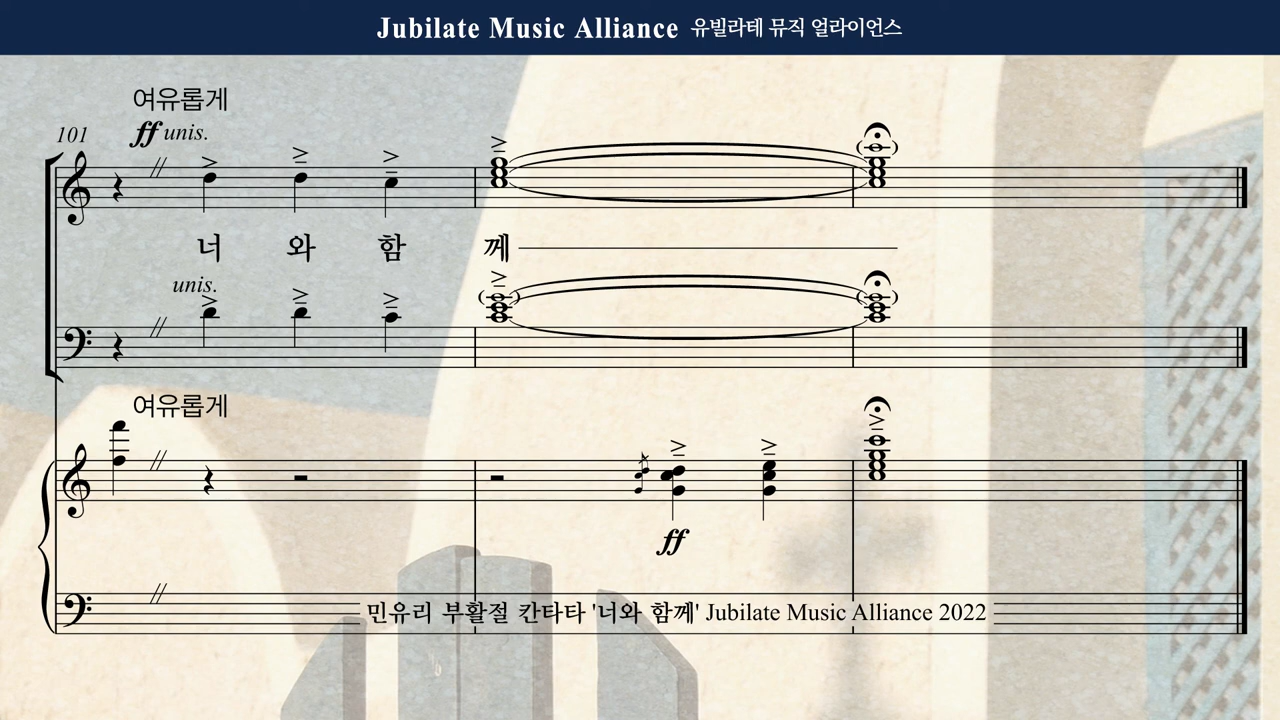 Jubilate Music Alliance 유빌라테 뮤직 얼라이언스
여유롭게
101 ff unis.
너 와 함 께
unis.
여유롭게
ff
민유리 부활절 칸타타 '너와 함께' Jubilate Music Alliance 2022